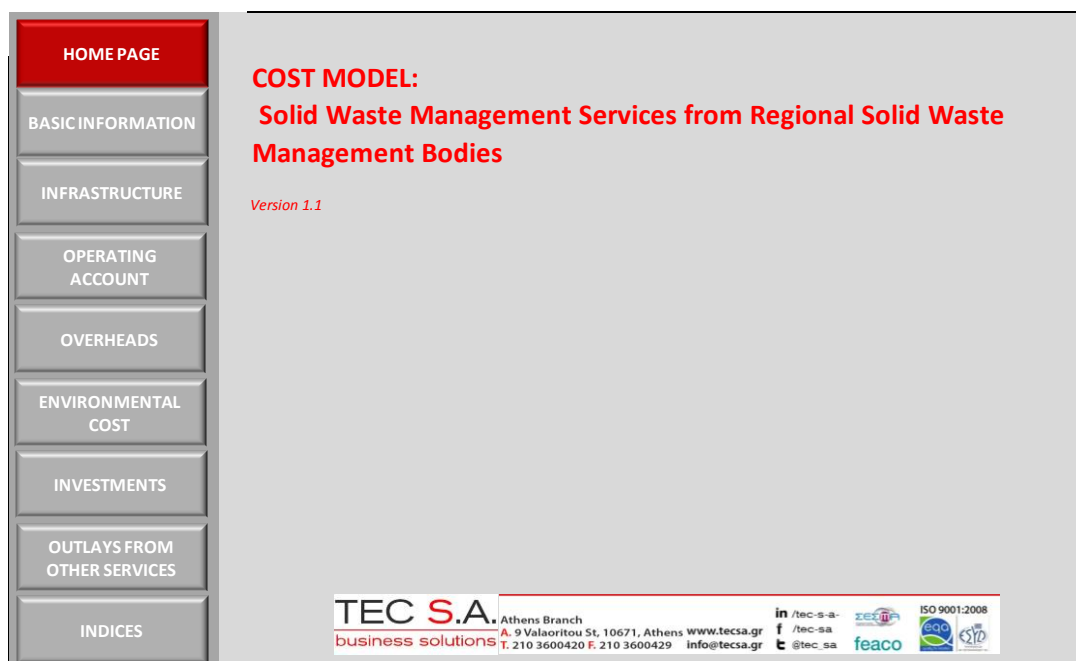 HOME PAGE
BASIC INFORMATION
INFRASTRUCTURE
OPERATING
ACCOUNT
OVERHEADS
ENVIRONMENTAL
COST
INVESTMENTS
OUTLAYS FROM
OTHER SERVICES
INDICES
COST MODEL:
Solid Waste Management Services from Regional Solid Waste
Management Bodies
Version 1.1
TEC S.A.
business solutions
Athens Branch
A. 9 Valaoritou St, 10671, Athens www.tecsa.gr
T. 210 3600420 F. 210 3600429 info@tecsa.gr
in /tec-s-a-
f /tec-sa
t @tec_sa
ΣΕΣΜΑ
feaco
ISO 9001:2008
eqa
ΕΣΥΔ